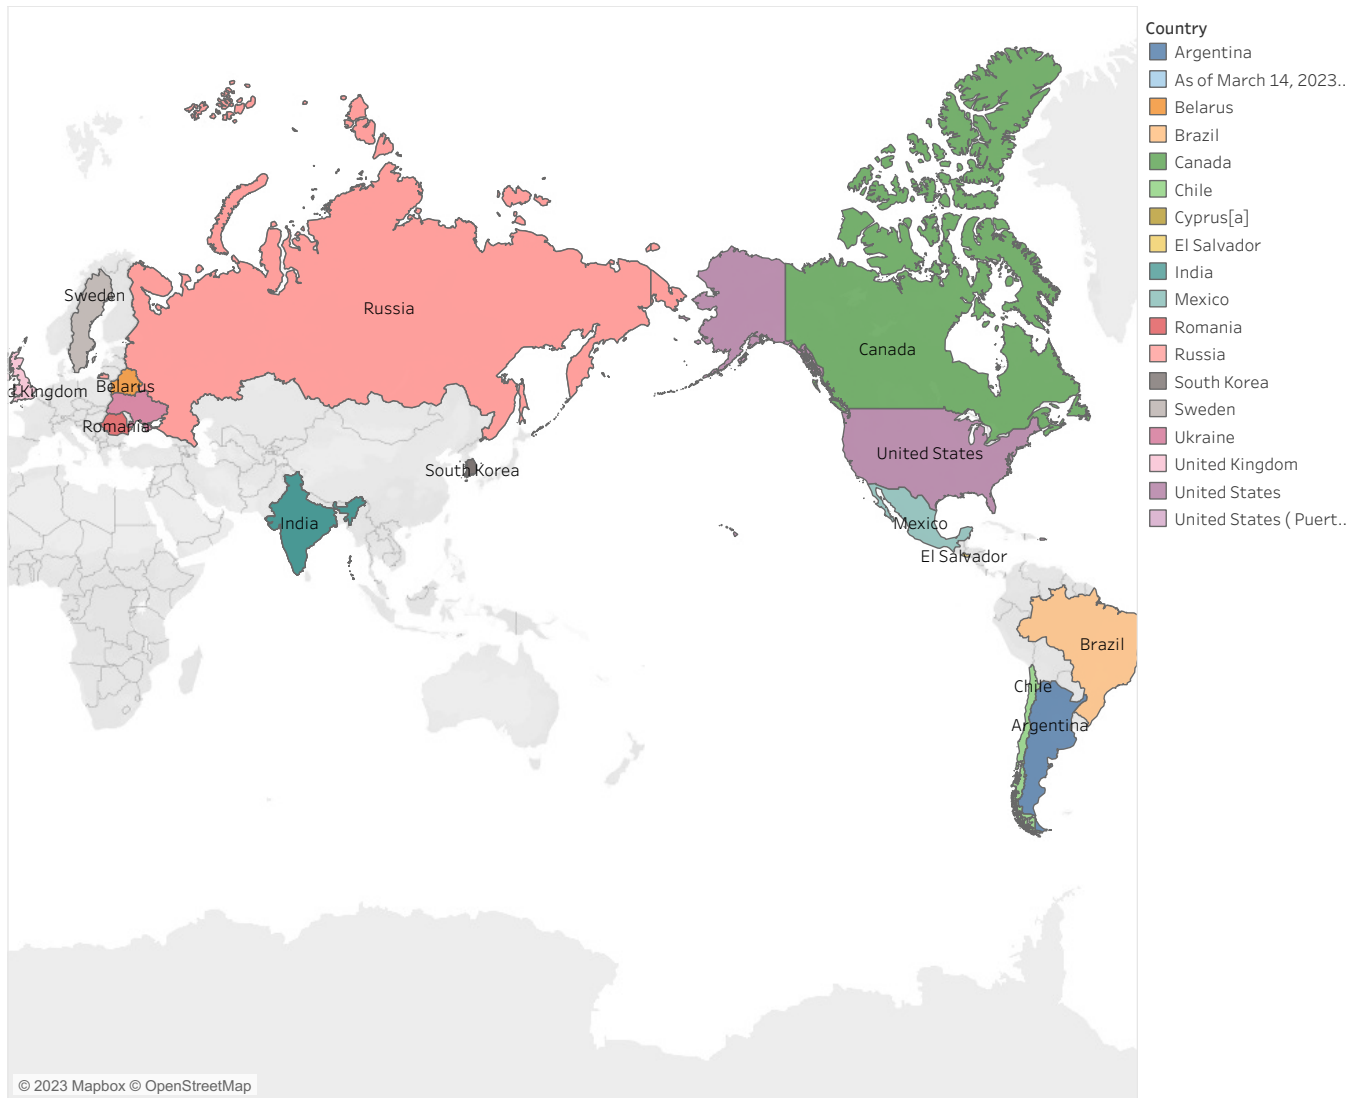 Sweden
Russia
d Kingdom
Belarus
Romania
South Korea
India
Canada
United States
Mexico
El Salvador
Brazil
Chile
Argentina
© 2023 Mapbox © OpenStreetMap
Country
Argentina
As of March 14, 2023..
Belarus
Brazil
Canada
Chile
Cyprus[a]
El Salvador
India
Mexico
Romania
Russia
South Korea
Sweden
Ukraine
United Kingdom
United States
United States ( Puert..